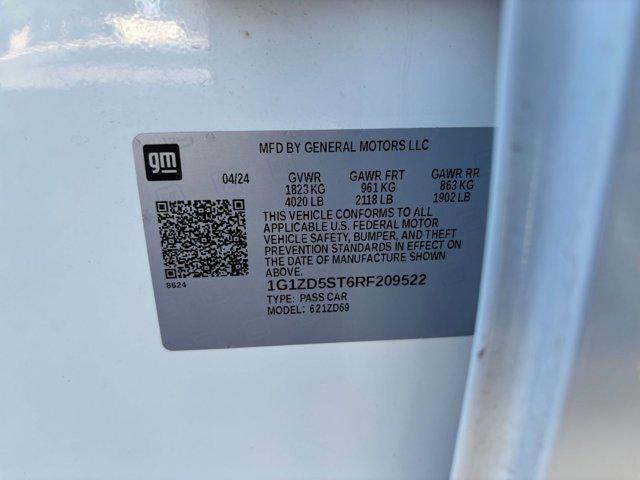 MFD BY GENERAL MOTORS LLC
gm
04/24 GVWR GAWR FRT GAWR RR
1823 KG 961 KG 863 KG
4020 LB 2118 LB 1902 LB
THIS VEHICLE CONFORMS TO ALL
APPLICABLE U.S. FEDERAL MOTOR
VEHICLE SAFETY, BUMPER, AND THEFT
PREVENTION STANDARDS IN EFFECT ON
THE DATE OF MANUFACTURE SHOWN
ABOVE.
8624
1G1ZD5ST6RF209522
TYPE: PASS CAR
MODEL: 621ZD69